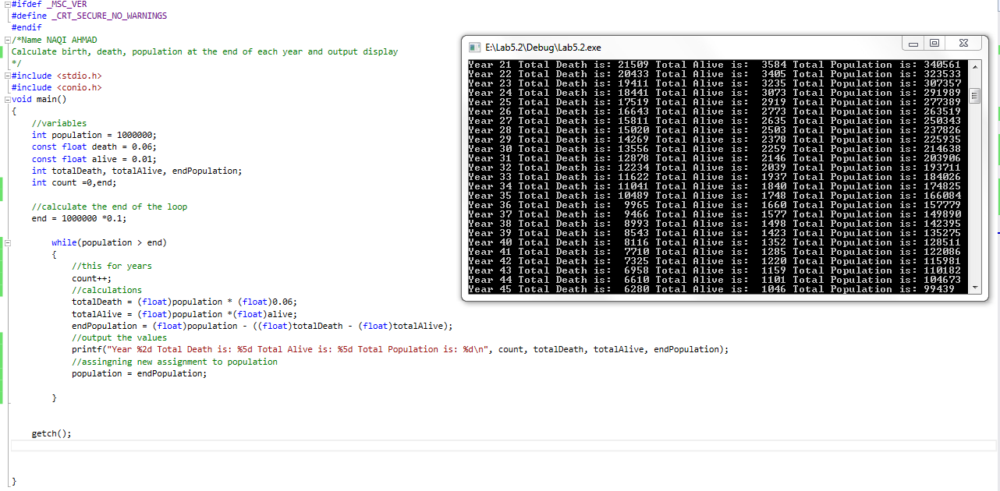 #ifdef _MSC_VER
#define _CRT_SECURE_NO_WARNINGS
#endif
/*Name NAQI AHMAD
Calculate birth, death, population at the end of each year and output display
*/
#include <stdio.h>
#include <conio.h>
void main()
{
    //variables
    int population = 1000000;
    const float death = 0.06;
    const float alive = 0.01;
    int totalDeath, totalAlive, endPopulation;
    int count =0,end;
    //calculate the end of the loop
    end = 1000000 *0.1;
        while(population > end)
        {
            //this for years
            count++;
            //calculations
            totalDeath = (float)population * (float)0.06;
            totalAlive = (float)population *(float)alive;
            endPopulation = (float)population - ((float)totalDeath - (float)totalAlive);
            //output the values
            printf("Year %2d Total Death is: %5d Total Alive is: %5d Total Population is: %d\n", count, totalDeath, totalAlive, endPopulation);
            //assingning new assignment to population
            population = endPopulation;
        }
    getch();
}
E:\Lab5.2\Debug\Lab5.2.exe
Year 21 Total Death is: 21509 Total Alive is:  3584 Total Population is: 340561
Year 22 Total Death is: 20433 Total Alive is:  3405 Total Population is: 323533
Year 23 Total Death is: 19411 Total Alive is:  3235 Total Population is: 307357
Year 24 Total Death is: 18441 Total Alive is:  3073 Total Population is: 291989
Year 25 Total Death is: 17519 Total Alive is:  2919 Total Population is: 277389
Year 26 Total Death is: 16643 Total Alive is:  2773 Total Population is: 263519
Year 27 Total Death is: 15811 Total Alive is:  2635 Total Population is: 250343
Year 28 Total Death is: 15020 Total Alive is:  2503 Total Population is: 237826
Year 29 Total Death is: 14269 Total Alive is:  2378 Total Population is: 225935
Year 30 Total Death is: 13556 Total Alive is:  2259 Total Population is: 214638
Year 31 Total Death is: 12878 Total Alive is:  2146 Total Population is: 203906
Year 32 Total Death is: 12234 Total Alive is:  2039 Total Population is: 193711
Year 33 Total Death is: 11622 Total Alive is:  1937 Total Population is: 184026
Year 34 Total Death is: 11041 Total Alive is:  1840 Total Population is: 174825
Year 35 Total Death is: 10489 Total Alive is:  1748 Total Population is: 166084
Year 36 Total Death is:  9965 Total Alive is:  1660 Total Population is: 157779
Year 37 Total Death is:  9466 Total Alive is:  1577 Total Population is: 149890
Year 38 Total Death is:  8993 Total Alive is:  1498 Total Population is: 142395
Year 39 Total Death is:  8543 Total Alive is:  1423 Total Population is: 135275
Year 40 Total Death is:  8116 Total Alive is:  1352 Total Population is: 128511
Year 41 Total Death is:  7710 Total Alive is:  1285 Total Population is: 122086
Year 42 Total Death is:  7325 Total Alive is:  1220 Total Population is: 115981
Year 43 Total Death is:  6958 Total Alive is:  1159 Total Population is: 110182
Year 44 Total Death is:  6610 Total Alive is:  1101 Total Population is: 104673
Year 45 Total Death is:  6280 Total Alive is:  1046 Total Population is: 99439